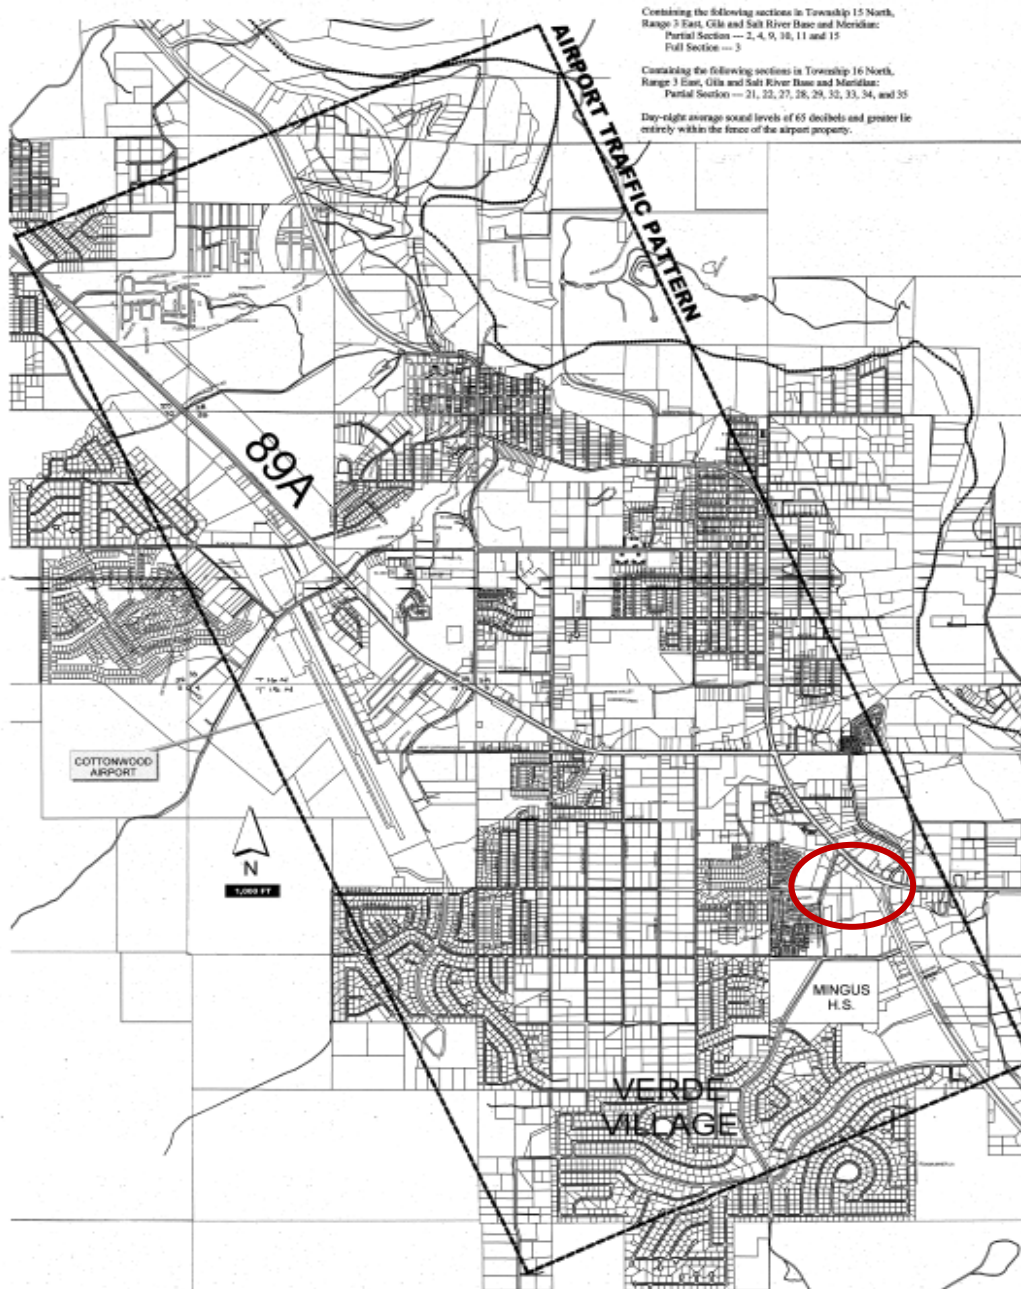 Containing the following sections in Township 15 North,
Range 3 East, Gila and Salt River Base and Meridian:
Partial Section --- 2, 4, 9, 10, 11 and 15
Full Section --- 3
Containing the following sections in Township 16 North,
Range 3 East, Gila and Salt River Base and Meridian:
Partial Section --- 21, 22, 27, 28, 29, 32, 33, 34, and 35
Day-night average sound levels of 65 decibels and greater lie
entirely within the fence of the airport property.
AIRPORT TRAFFIC PATTERN
89A
T 16 N
T 15 N
COTTONWOOD
AIRPORT
N
1,000 FT
MINGUS
H.S.
VERDE
VILLAGE